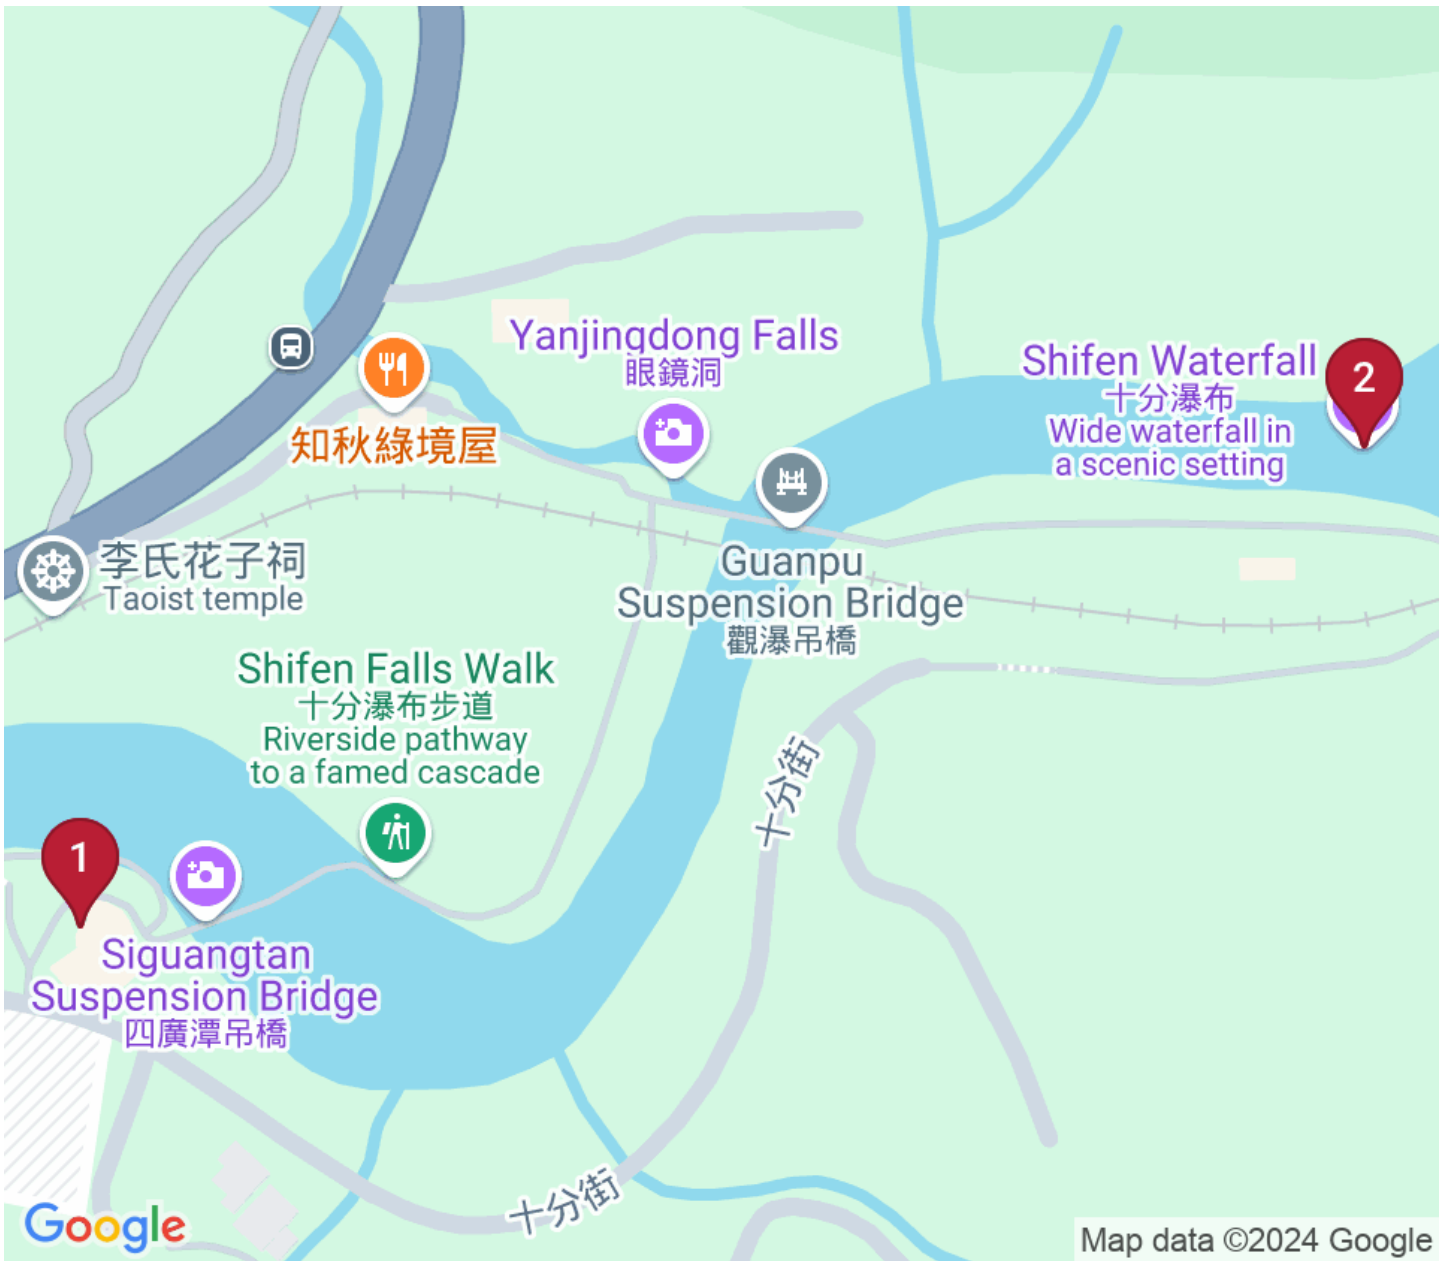 Yanjingdong Falls
眼鏡洞
Shifen Waterfall
十分瀑布
Wide waterfall in
a scenic setting
2
知秋綠境屋
李氏花子祠
Taoist temple
Guanpu
Suspension Bridge
觀瀑吊橋
Shifen Falls Walk
十分瀑布步道
Riverside pathway
to a famed cascade
十分街
1
Siguangtan
Suspension Bridge
四廣潭吊橋
十分街
Google
Map data ©2024 Google